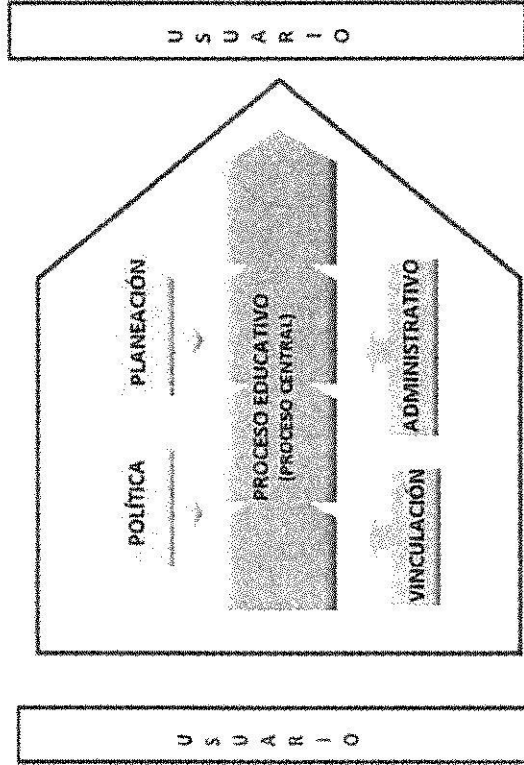 USUARIO
POLÍTICA
PLANEACIÓN
PROCESO EDUCATIVO
(PROCESO CENTRAL)
VINCULACIÓN
ADMINISTRATIVO
USUARIO